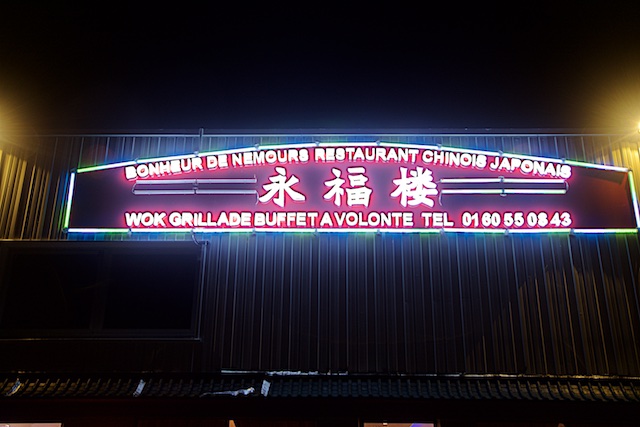 BONHEUR DE NEMOURS RESTAURANT CHINOIS JAPONAIS
永福楼
WOK GRILLADE BUFFET A VOLONTE TEL 01 60 55 08 43